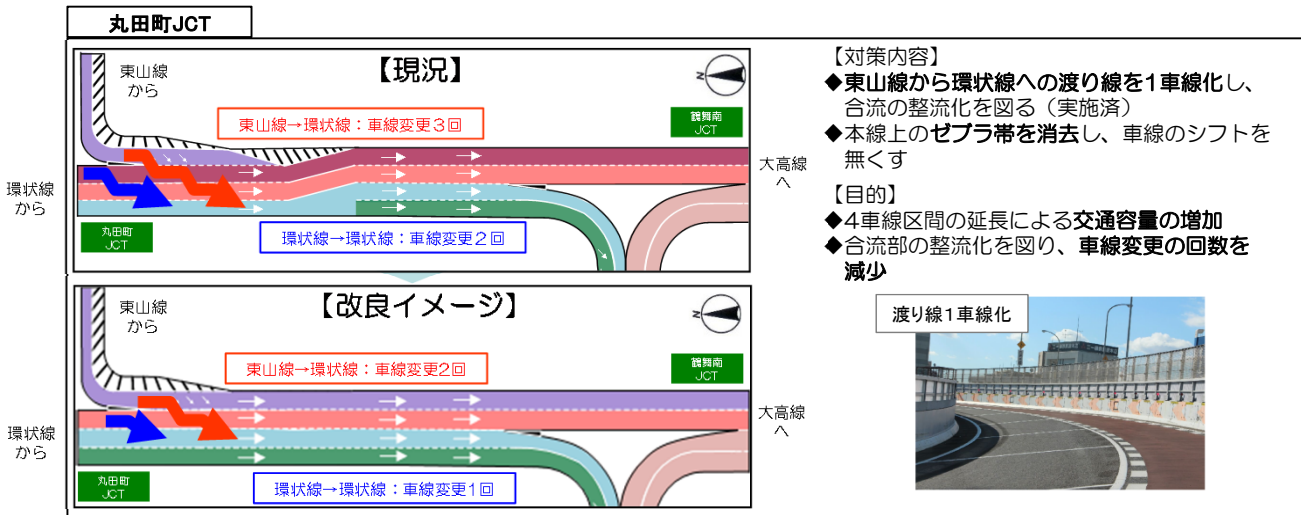 丸田町JCT
【現況】
東山線
から
N
東山線→環状線：車線変更3回
鶴舞南
JCT
環状線
から
大高線
へ
丸田町
JCT
環状線→環状線：車線変更２回
【改良イメージ】
東山線
から
N
東山線→環状線：車線変更2回
鶴舞南
JCT
環状線
から
大高線
へ
丸田町
JCT
環状線→環状線：車線変更1回
【対策内容】
◆東山線から環状線への渡り線を1車線化し、
合流の整流化を図る（実施済）
◆本線上のゼブラ帯を消去し、車線のシフトを
無くす
【目的】
◆4車線区間の延長による交通容量の増加
◆合流部の整流化を図り、車線変更の回数を
減少
渡り線１車線化